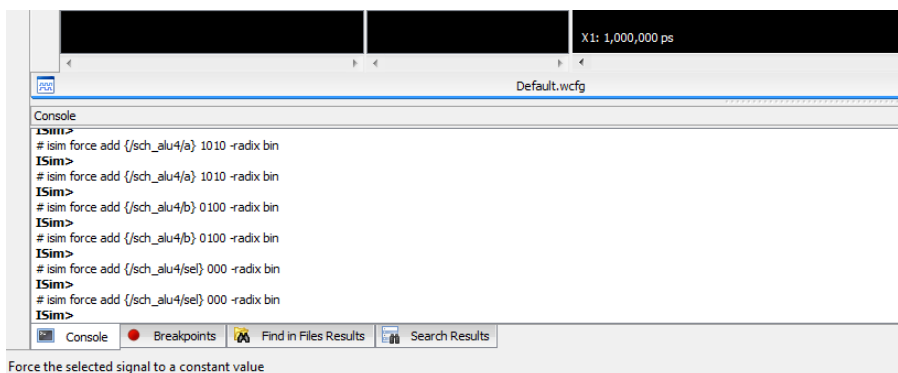 X1: 1,000,000 ps
Default.wcfg
Console
ISim>
# isim force add {/sch_alu4/a} 1010 -radix bin
ISim>
# isim force add {/sch_alu4/a} 1010 -radix bin
ISim>
# isim force add {/sch_alu4/b} 0100 -radix bin
ISim>
# isim force add {/sch_alu4/b} 0100 -radix bin
ISim>
# isim force add {/sch_alu4/sel} 000 -radix bin
ISim>
# isim force add {/sch_alu4/sel} 000 -radix bin
ISim>
Console Breakpoints Find in Files Results Search Results
Force the selected signal to a constant value